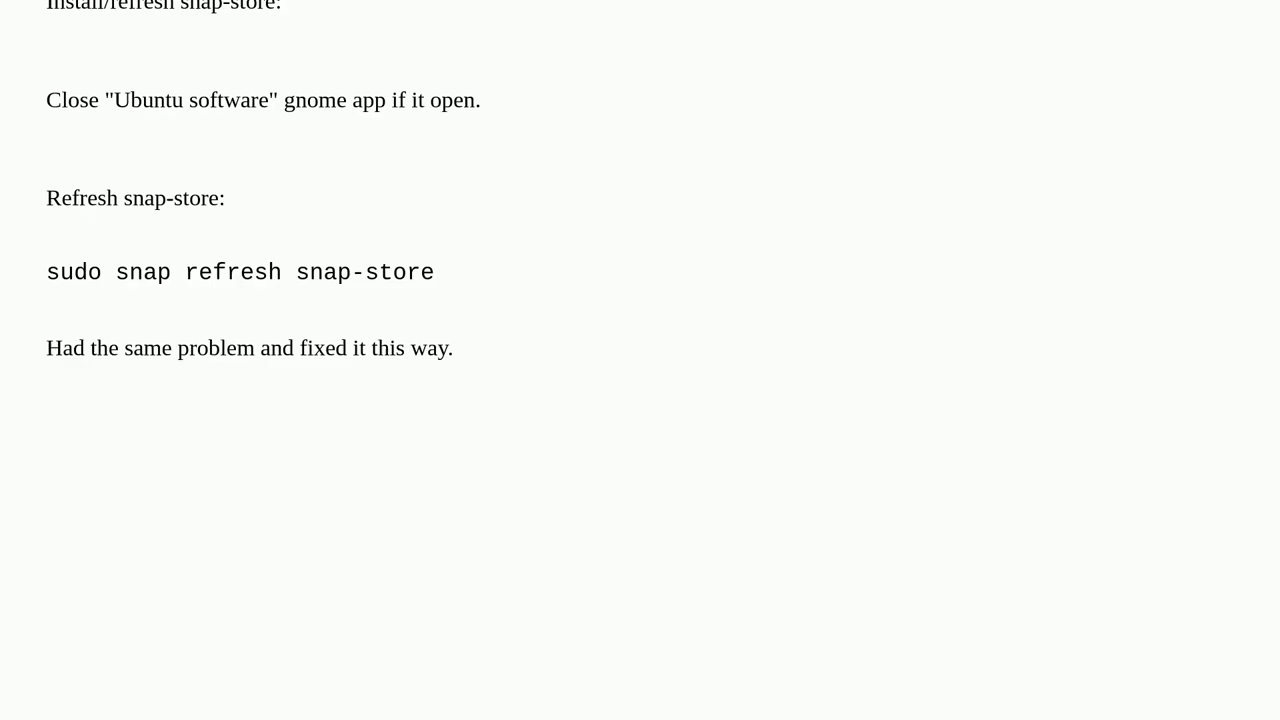 Install/refresh snap-store:
Close "Ubuntu software" gnome app if it open.
Refresh snap-store:
sudo snap refresh snap-store
Had the same problem and fixed it this way.